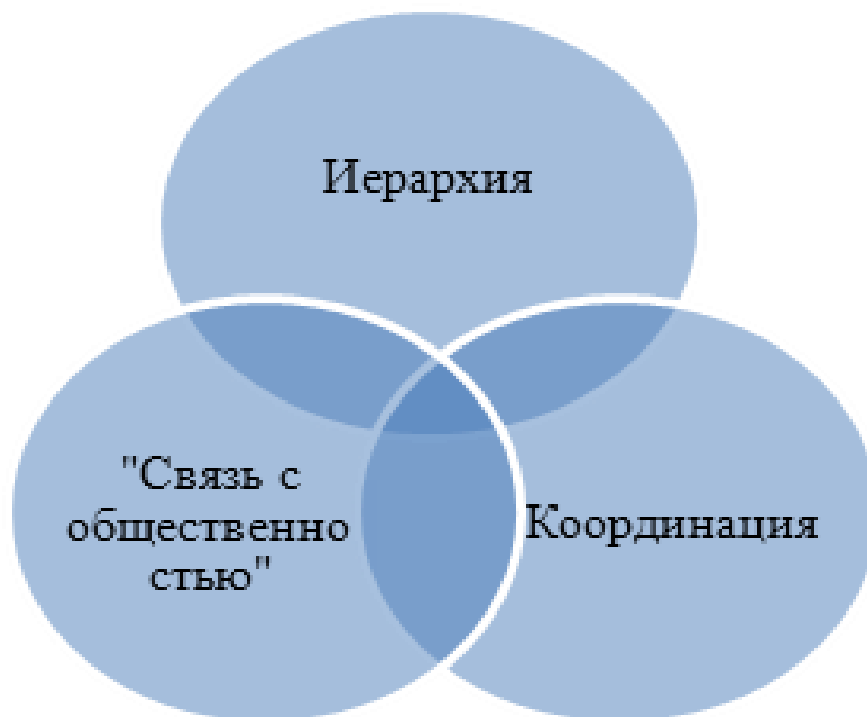 Иерархия
"Связь с
общественно
стью"
Координация